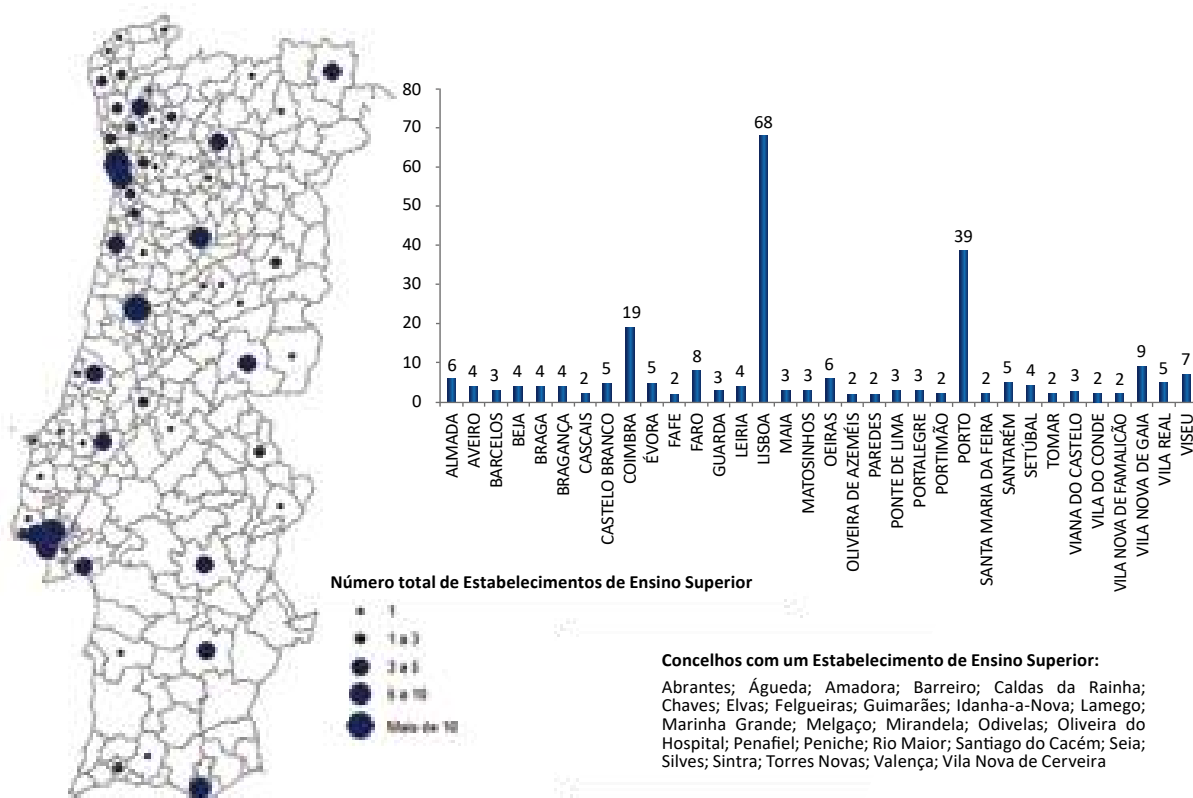 80
70
60
50
40
30
20
10
0
6
4
3
4
4
4
2
5
19
5
2
8
3
4
68
3
3
6
2
2
3
3
2
39
2
5
4
2
3
2
2
9
5
7
ALMADA
AVEIRO
BARCELOS
BEJA
BRAGA
BRAGANÇA
CASCAIS
CASTELO BRANCO
COIMBRA
ÉVORA
FAFE
FARO
GUARDA
LEIRIA
LISBOA
MAIA
MATOSINHOS
OEIRAS
OLIVEIRA DE AZEMÉIS
PAREDES
PONTE DE LIMA
PORTALEGRE
PORTIMÃO
PORTO
SANTA MARIA DA FEIRA
SANTARÉM
SETÚBAL
TOMAR
VIANA DO CASTELO
VILA DO CONDE
VILA NOVA DE FAMALICÃO
VILA NOVA DE GAIA
VILA REAL
VISEU
Número total de Estabelecimentos de Ensino Superior
1
1 a 3
a 5
a 10
Mais de 10
Concelhos com um Estabelecimento de Ensino Superior:
Abrantes; Águeda; Amadora; Barreiro; Caldas da Rainha;
Chaves; Elvas; Felgueiras; Guimarães; Idanha-a-Nova; Lamego;
Marinha Grande; Melgaço; Mirandela; Odivelas; Oliveira do
Hospital; Penafiel; Peniche; Rio Maior; Santiago do Cacém; Seia;
Silves; Sintra; Torres Novas; Valença; Vila Nova de Cerveira